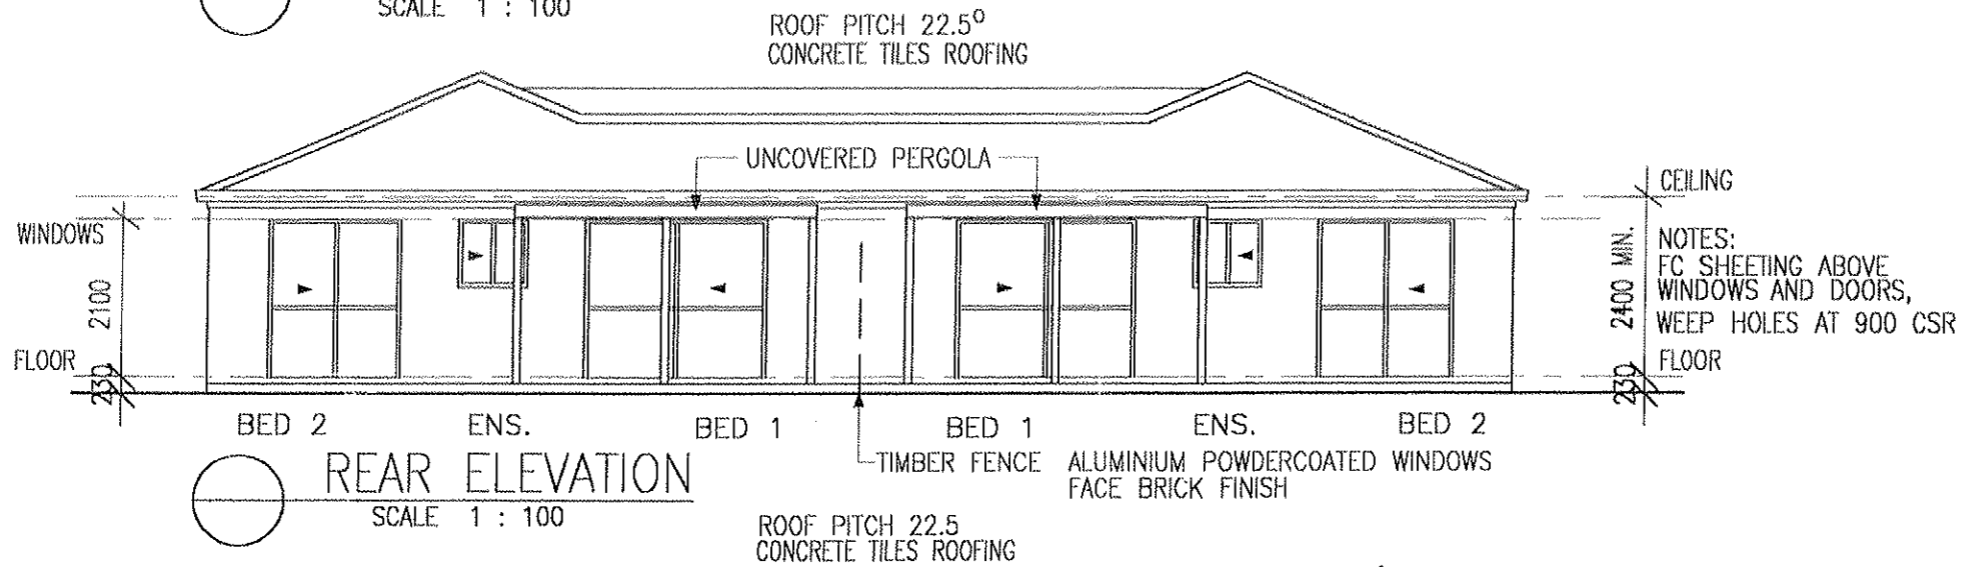 SCALE 1 : 100
ROOF PITCH 22.5°
CONCRETE TILES ROOFING
UNCOVERED PERGOLA
CEILING
WINDOWS
2100
FLOOR
230
2400 MIN.
NOTES:
FC SHEETING ABOVE
WINDOWS AND DOORS,
WEEP HOLES AT 900 CSR
FLOOR
230
BED 2 ENS. BED 1 BED 1 ENS. BED 2
TIMBER FENCE
ALUMINIUM POWDERCOATED WINDOWS
FACE BRICK FINISH
REAR ELEVATION
SCALE 1 : 100
ROOF PITCH 22.5
CONCRETE TILES ROOFING